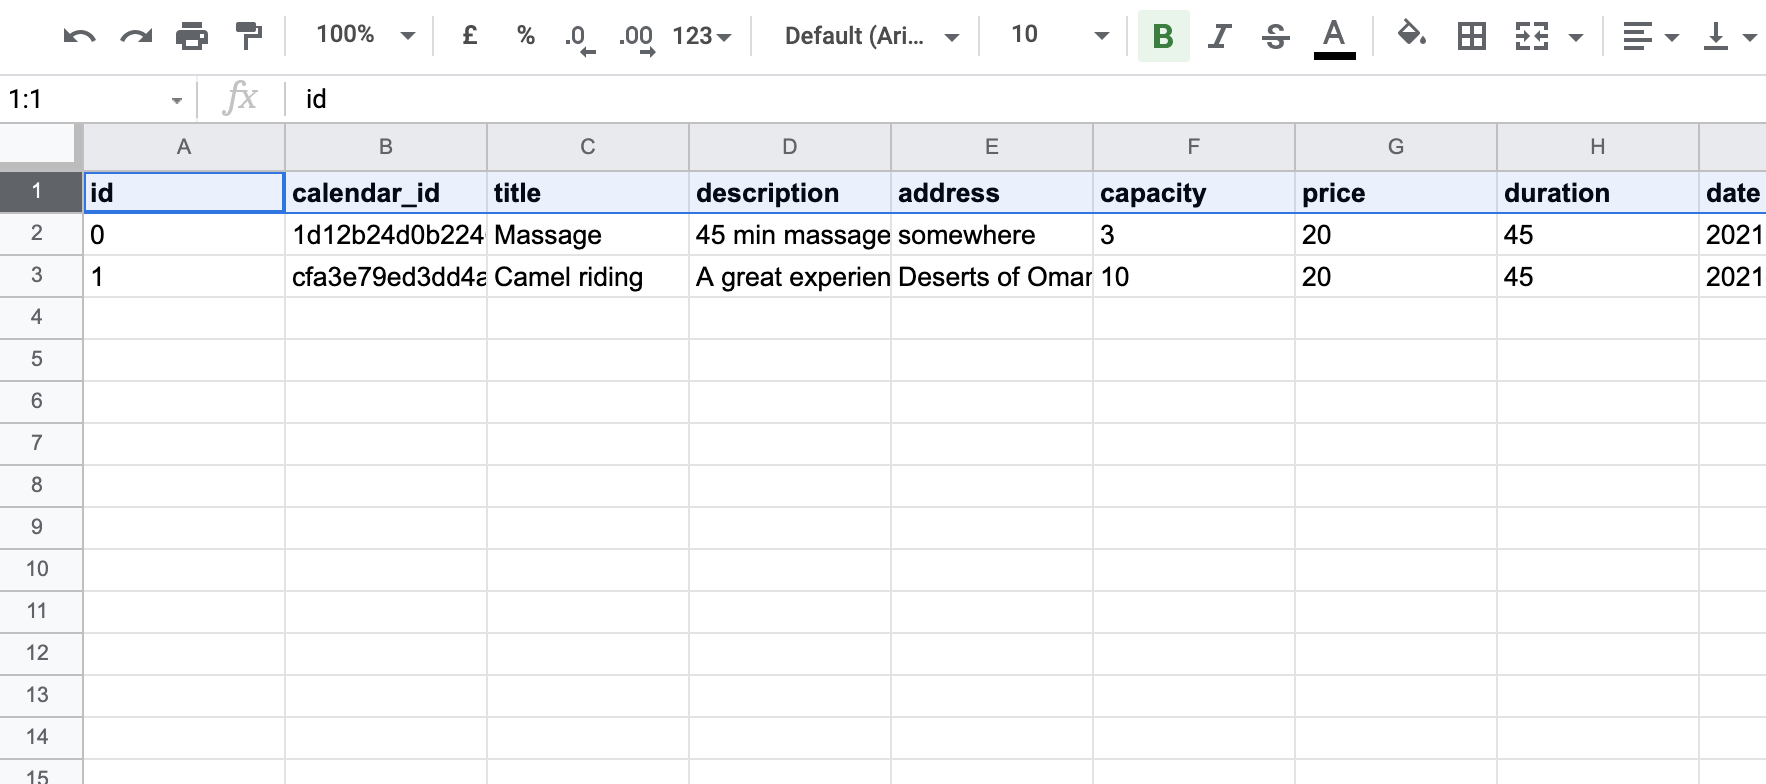 100% £ % .0 .00 123 Default (Ari... 10 B I S A
1:1 fx id
A B C D E F G H
1 id calendar_id title description address capacity price duration date
2 0 1d12b24d0b224 Massage 45 min massage somewhere 3 20 45 2021
3 1 cfa3e79ed3dd4a Camel riding A great experien Deserts of Oman 10 20 45 2021
4
5
6
7
8
9
10
11
12
13
14
15